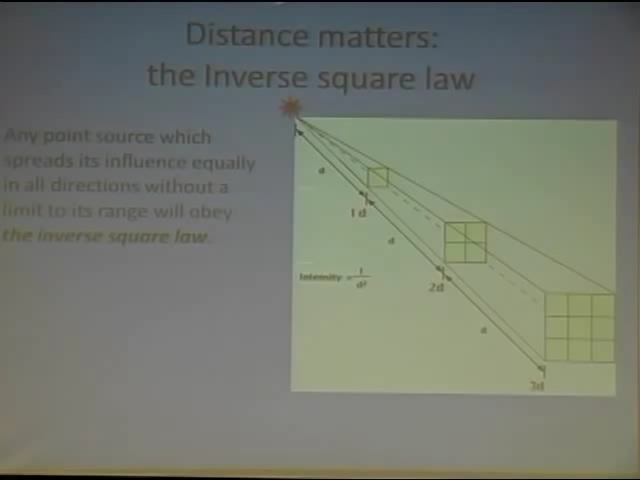 Distance matters:
the Inverse square law
Any point source which
spreads its influence equally
in all directions without a
limit to its range will obey
the inverse square law.
d
1d
d
Intensity = 1/d²
2d
d
3d